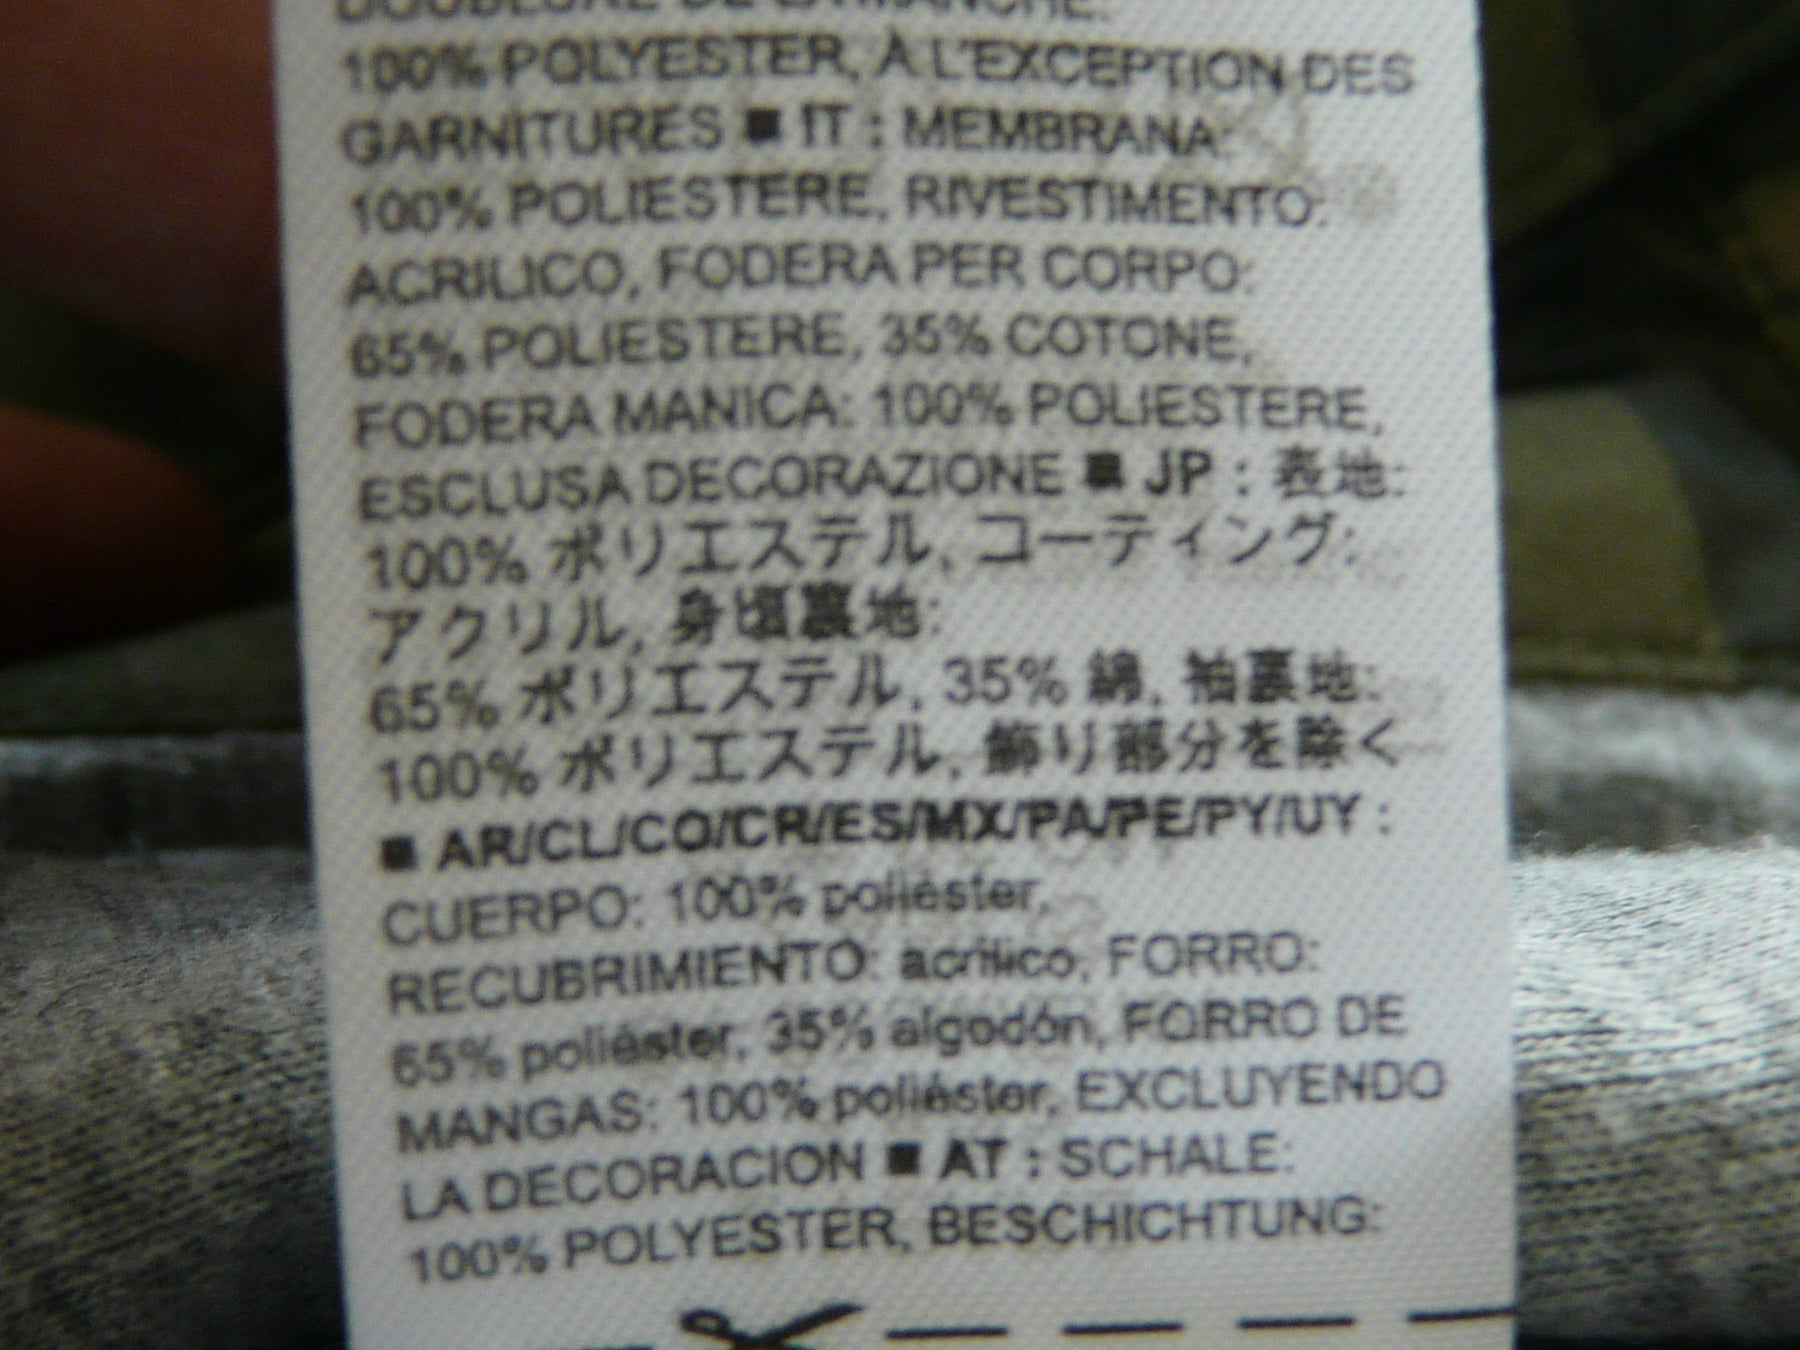 DOUBLURE DE LA MANCHE:
100% POLYESTER, À L'EXCEPTION DES
GARNITURES ■ IT : MEMBRANA:
100% POLIESTERE, RIVESTIMENTO:
ACRILICO, FODERA PER CORPO:
65% POLIESTERE, 35% COTONE,
FODERA MANICA: 100% POLIESTERE,
ESCLUSA DECORAZIONE ■ JP : 表地:
100% ポリエステル, コーティング:
アクリル, 身頃裏地:
65% ポリエステル, 35% 綿, 袖裏地:
100% ポリエステル, 飾り部分を除く
■ AR/CL/CO/CR/ES/MX/PA/PE/PY/UY :
CUERPO: 100% poliéster,
RECUBRIMIENTO: acrílico, FORRO:
65% poliéster, 35% algodón, FORRO DE
MANGAS: 100% poliéster, EXCLUYENDO
LA DECORACION ■ AT : SCHALE:
100% POLYESTER, BESCHICHTUNG: